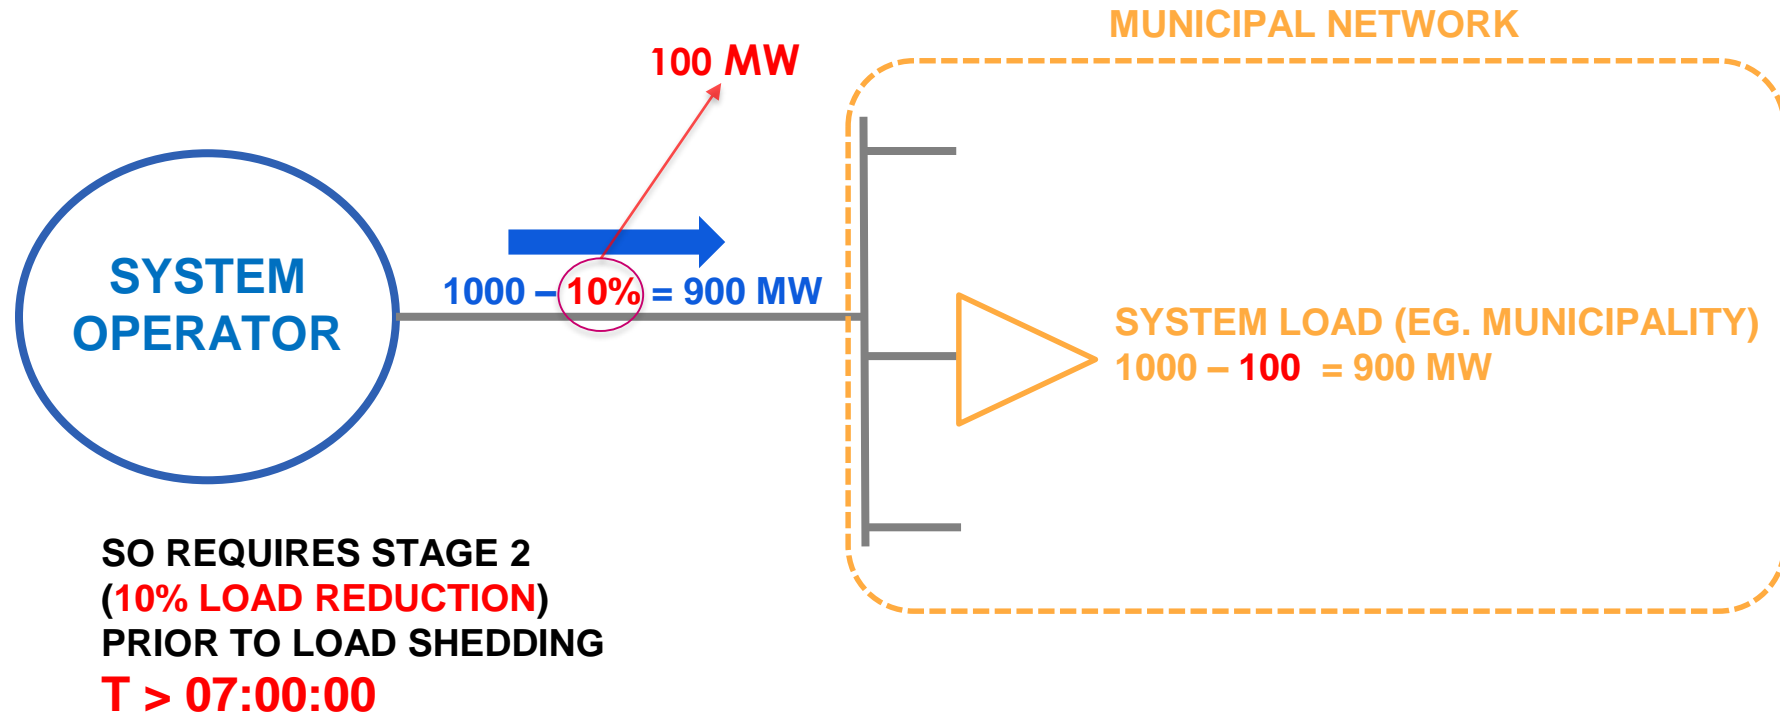 MUNICIPAL NETWORK
100 MW
SYSTEM
OPERATOR
1000 – 10% = 900 MW
SYSTEM LOAD (EG. MUNICIPALITY)
1000 – 100 = 900 MW
SO REQUIRES STAGE 2
(10% LOAD REDUCTION)
PRIOR TO LOAD SHEDDING
T > 07:00:00